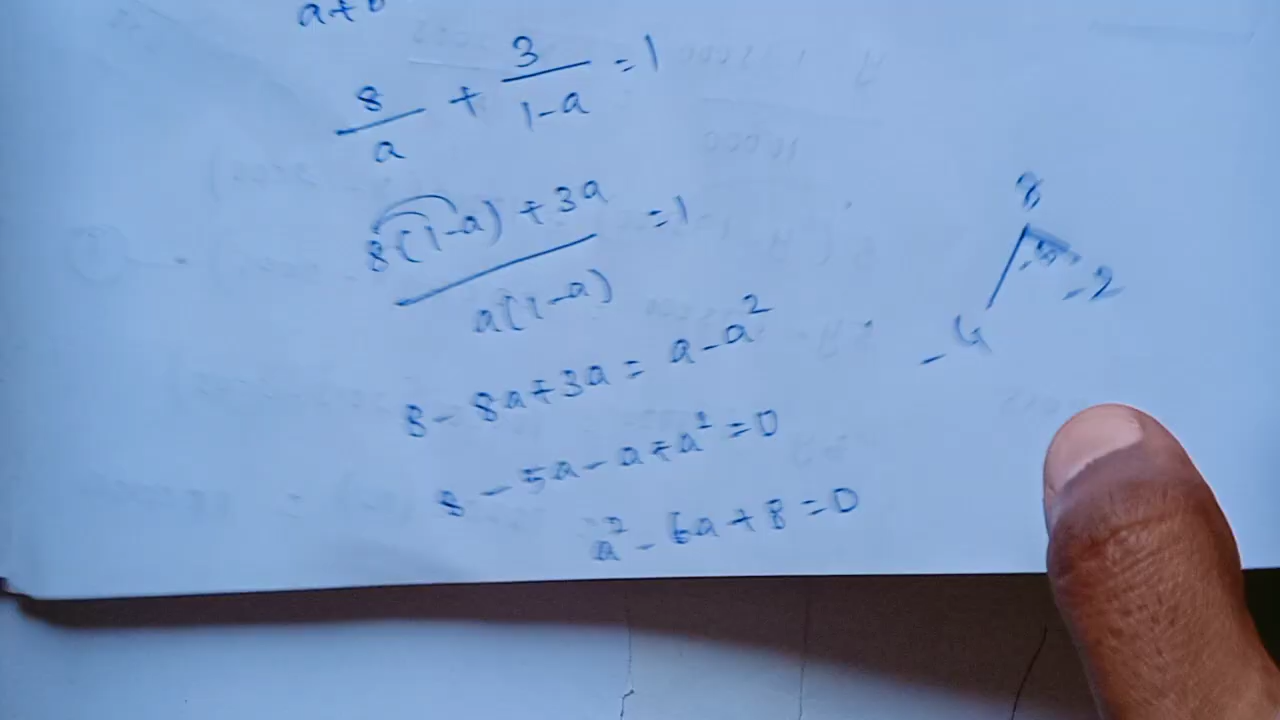 a+b
8/a + 3/1-a = 1
8(1-a) + 3a / a(1-a) = 1
8 - 8a+3a = a-a²
8 - 5a-a+a² = 0
a² - 6a+8 = 0
8
-4 -2